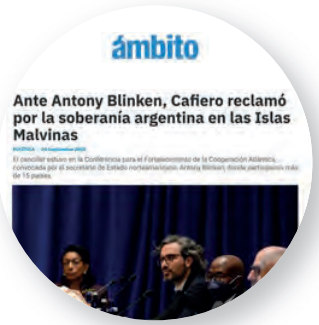 ámbito
Ante Antony Blinken, Cafiero reclamó
por la soberanía argentina en las Islas
Malvinas
POLÍTICA
El canciller estuvo en la Conferencia para el Fortalecimiento de la Cooperación Atlántica,
convocada por el secretario de Estado norteamericano Antony Blinken, donde participaron más
de 15 países.